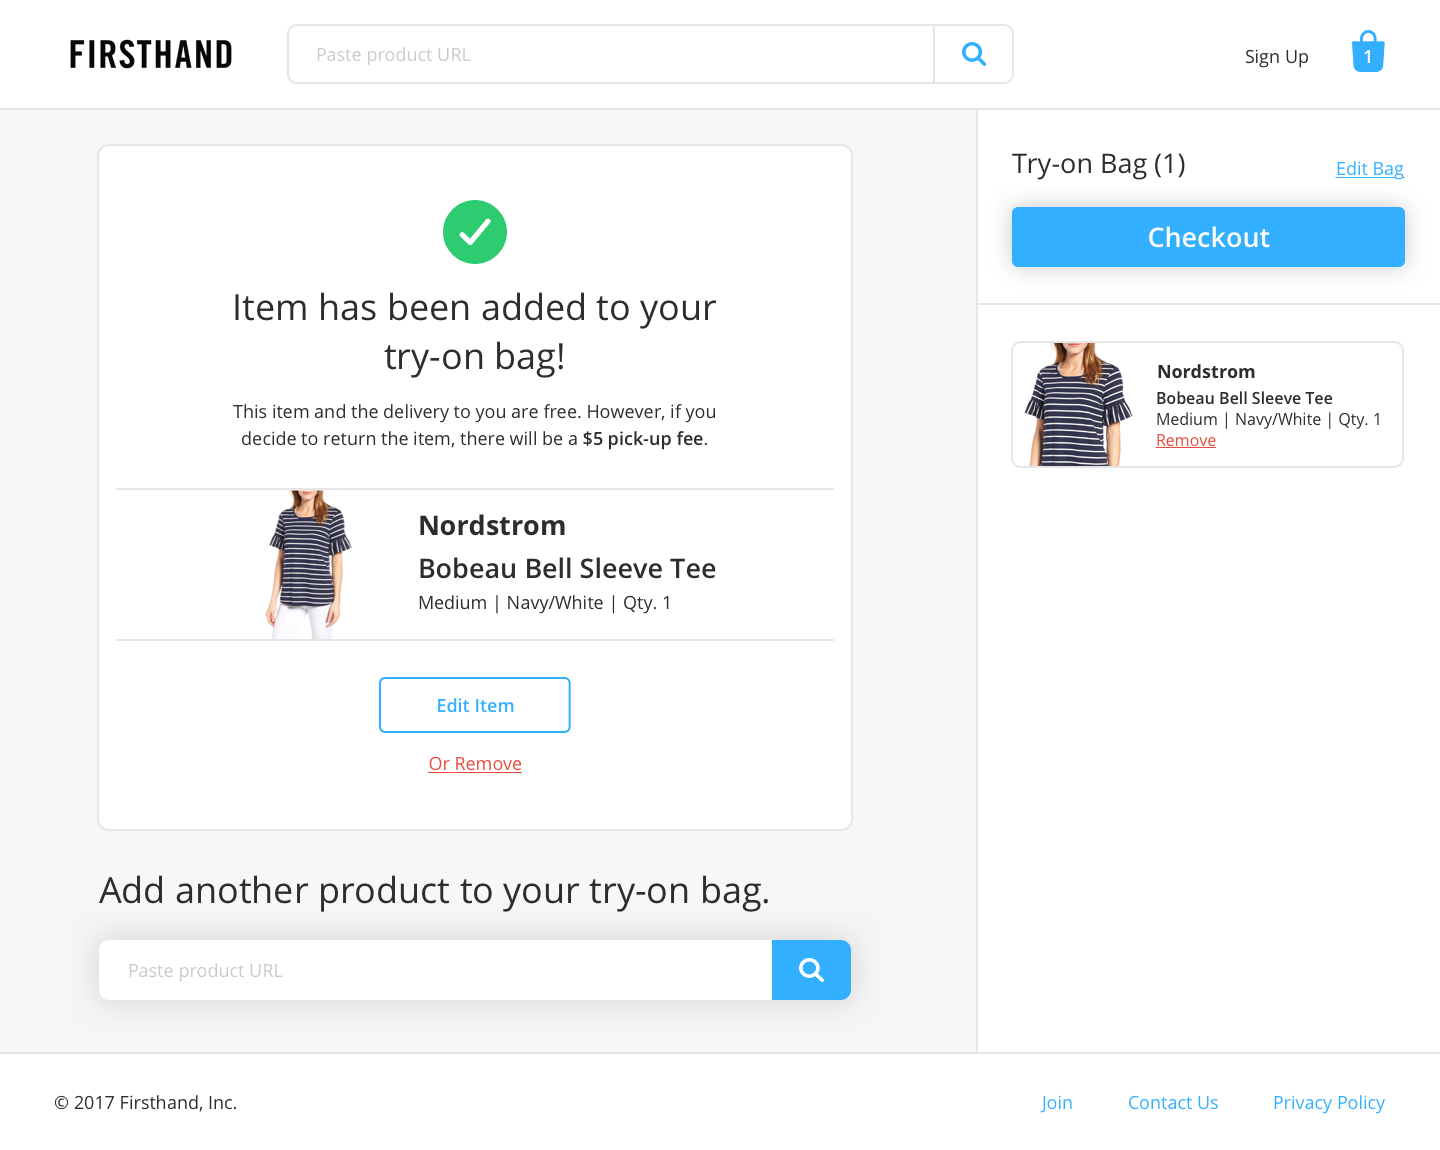 FIRSTHAND
Paste product URL
Sign Up
1
Item has been added to your
try-on bag!
This item and the delivery to you are free. However, if you
decide to return the item, there will be a $5 pick-up fee.
Nordstrom
Bobeau Bell Sleeve Tee
Medium | Navy/White | Qty. 1
Edit Item
Or Remove
Add another product to your try-on bag.
Paste product URL
Try-on Bag (1)
Edit Bag
Checkout
Nordstrom
Bobeau Bell Sleeve Tee
Medium | Navy/White | Qty. 1
Remove
© 2017 Firsthand, Inc.
Join
Contact Us
Privacy Policy